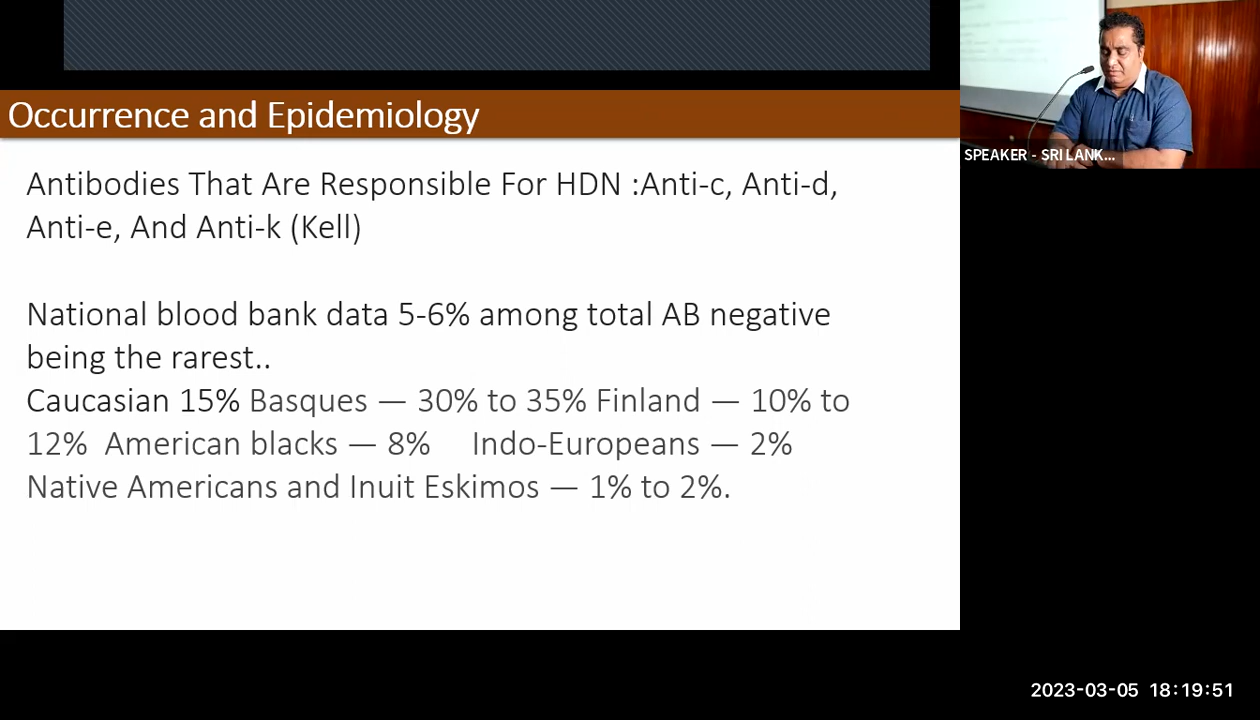 Occurrence and Epidemiology
SPEAKER - SRI LANK...
Antibodies That Are Responsible For HDN :Anti-c, Anti-d,
Anti-e, And Anti-k (Kell)
National blood bank data 5-6% among total AB negative
being the rarest..
Caucasian 15% Basques — 30% to 35% Finland — 10% to
12% American blacks — 8% Indo-Europeans — 2%
Native Americans and Inuit Eskimos — 1% to 2%.
2023-03-05 18:19:51